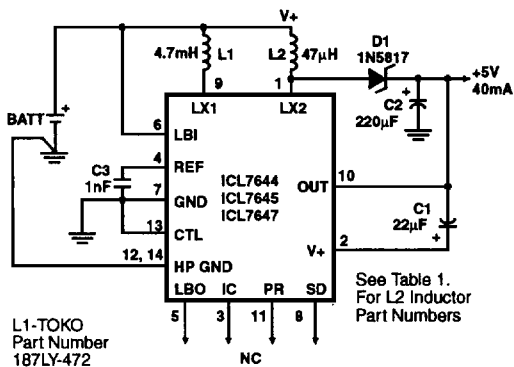 V+
4.7mH L1 L2 47µH
D1
1N5817
9 1
LX1 LX2
+5V
40mA
BATT +
+
C2
220µF
6 LBI
4 REF
C3
1nF
7 GND
ICL7644
ICL7645
ICL7647
OUT 10
13 CTL
C1
22µF
+
V+ 2
12, 14 HP GND
LBO IC PR SD
5 3 11 8
NC
See Table 1.
For L2 Inductor
Part Numbers
L1-TOKO
Part Number
187LY-472